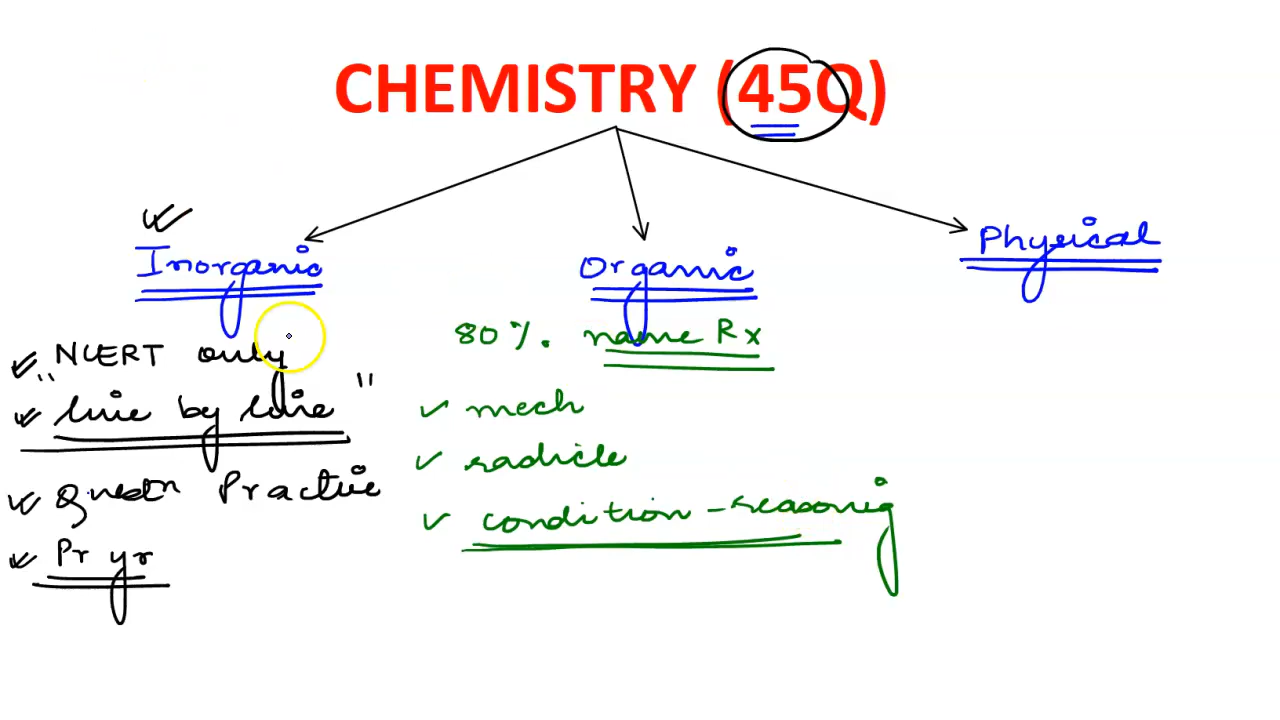 CHEMISTRY (45Q)
Inorganic
Organic
Physical
NCERT only
"line by line"
Questn Practice
Pr yr
80%. name Rx
mech
radicle
condition - reasoning